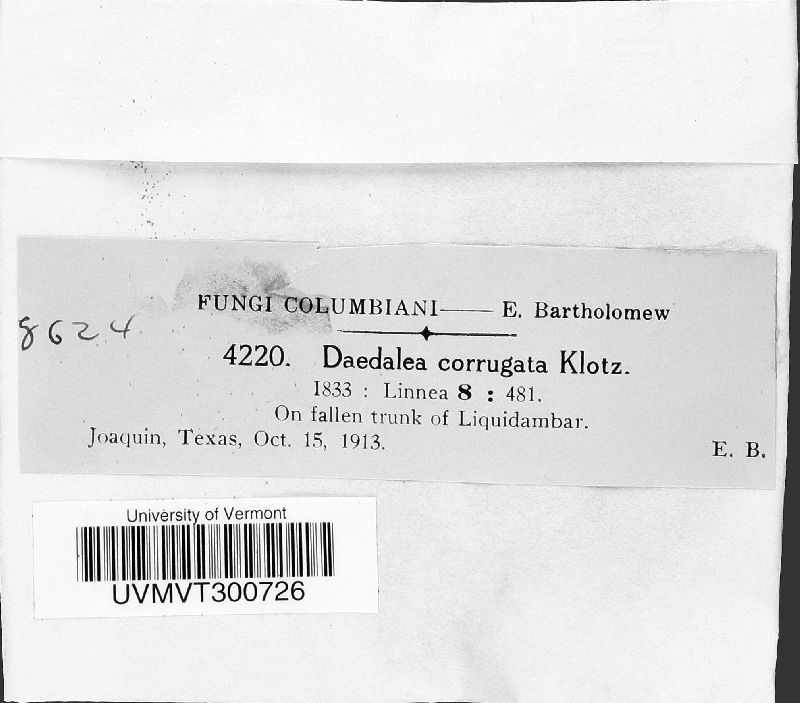 FUNGI COLUMBIANI—— E. Bartholomew
8624
4220. Daedalea corrugata Klotz.
1833 : Linnea 8 : 481.
On fallen trunk of Liquidambar.
Joaquin, Texas, Oct. 15, 1913.
E. B.
University of Vermont
UVMVT300726